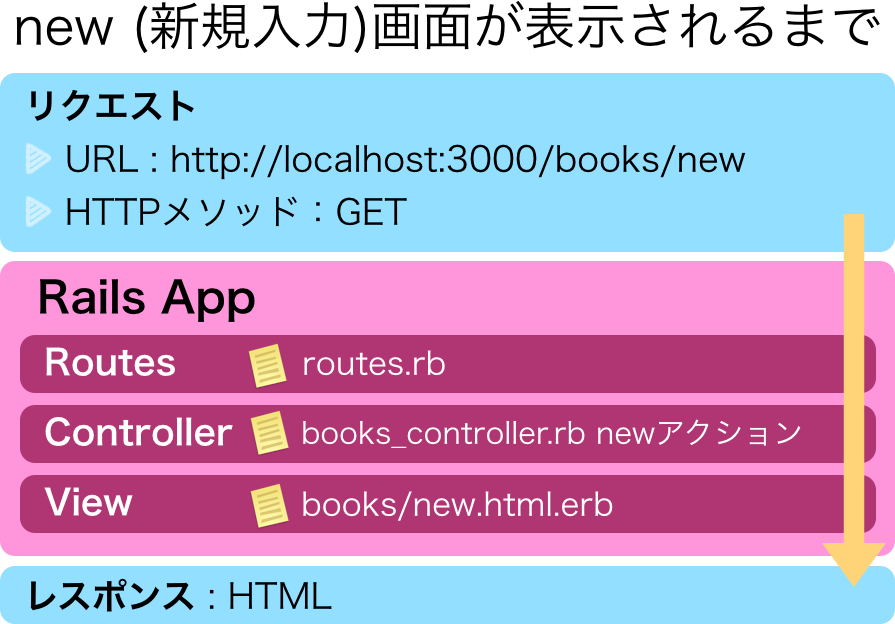 new (新規入力)画面が表示されるまで
リクエスト
URL : http://localhost:3000/books/new
HTTPメソッド：GET
Rails App
Routes routes.rb
Controller books_controller.rb newアクション
View books/new.html.erb
レスポンス : HTML